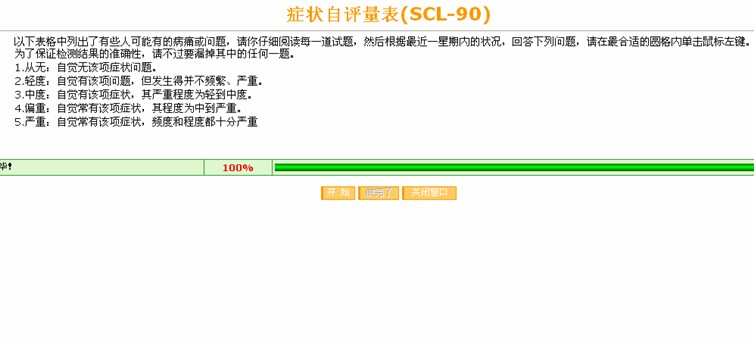 症状自评量表(SCL-90)
以下表格中列出了有些人可能有的病痛或问题，请你仔细阅读每一道试题，然后根据最近一星期内的状况，回答下列问题，请在最合适的圆格内单击鼠标左键。
为了保证检测结果的准确性，请不过要漏掉其中的任何一题。
1.从无：自觉无该项症状问题。
2.轻度：自觉有该项问题，但发生得并不频繁、严重。
3.中度：自觉有该项症状，其严重程度为轻到中度。
4.偏重：自觉常有该项症状，其程度为中到严重。
5.严重：自觉常有该项症状，频度和程度都十分严重
毕!
100%
开 始
做完了
关闭窗口